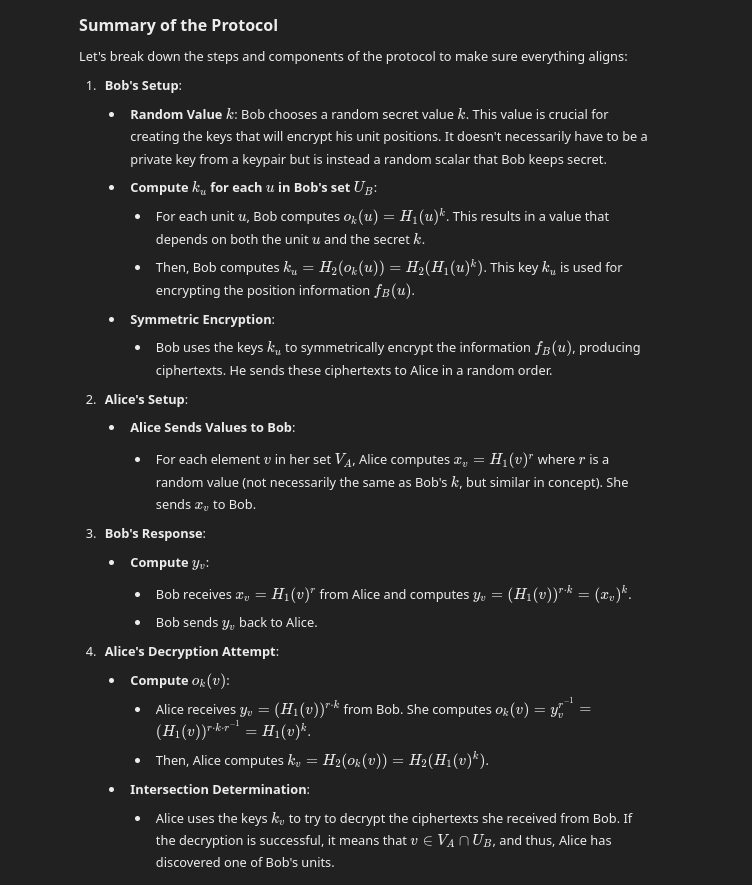 Summary of the Protocol
Let's break down the steps and components of the protocol to make sure everything aligns:
1. Bob's Setup:
• Random Value k: Bob chooses a random secret value k. This value is crucial for
creating the keys that will encrypt his unit positions. It doesn't necessarily have to be a
private key from a keypair but is instead a random scalar that Bob keeps secret.
• Compute k_u for each u in Bob's set U_B:
• For each unit u, Bob computes o_k(u) = H_1(u)^k. This results in a value that
depends on both the unit u and the secret k.
• Then, Bob computes k_u = H_2(o_k(u)) = H_2(H_1(u)^k). This key k_u is used for
encrypting the position information f_B(u).
• Symmetric Encryption:
• Bob uses the keys k_u to symmetrically encrypt the information f_B(u), producing
ciphertexts. He sends these ciphertexts to Alice in a random order.
2. Alice's Setup:
• Alice Sends Values to Bob:
• For each element v in her set V_A, Alice computes x_v = H_1(v)^r where r is a
random value (not necessarily the same as Bob's k, but similar in concept). She
sends x_v to Bob.
3. Bob's Response:
• Compute y_v:
• Bob receives x_v = H_1(v)^r from Alice and computes y_v = (H_1(v))^{r·k} = (x_v)^k.
• Bob sends y_v back to Alice.
4. Alice's Decryption Attempt:
• Compute o_k(v):
• Alice receives y_v = (H_1(v))^{r·k} from Bob. She computes o_k(v) = y_v^{r^{-1}} =
(H_1(v))^{r·k·r^{-1}} = H_1(v)^k.
• Then, Alice computes k_v = H_2(o_k(v)) = H_2(H_1(v)^k).
• Intersection Determination:
• Alice uses the keys k_v to try to decrypt the ciphertexts she received from Bob. If
the decryption is successful, it means that v ∈ V_A ∩ U_B, and thus, Alice has
discovered one of Bob's units.